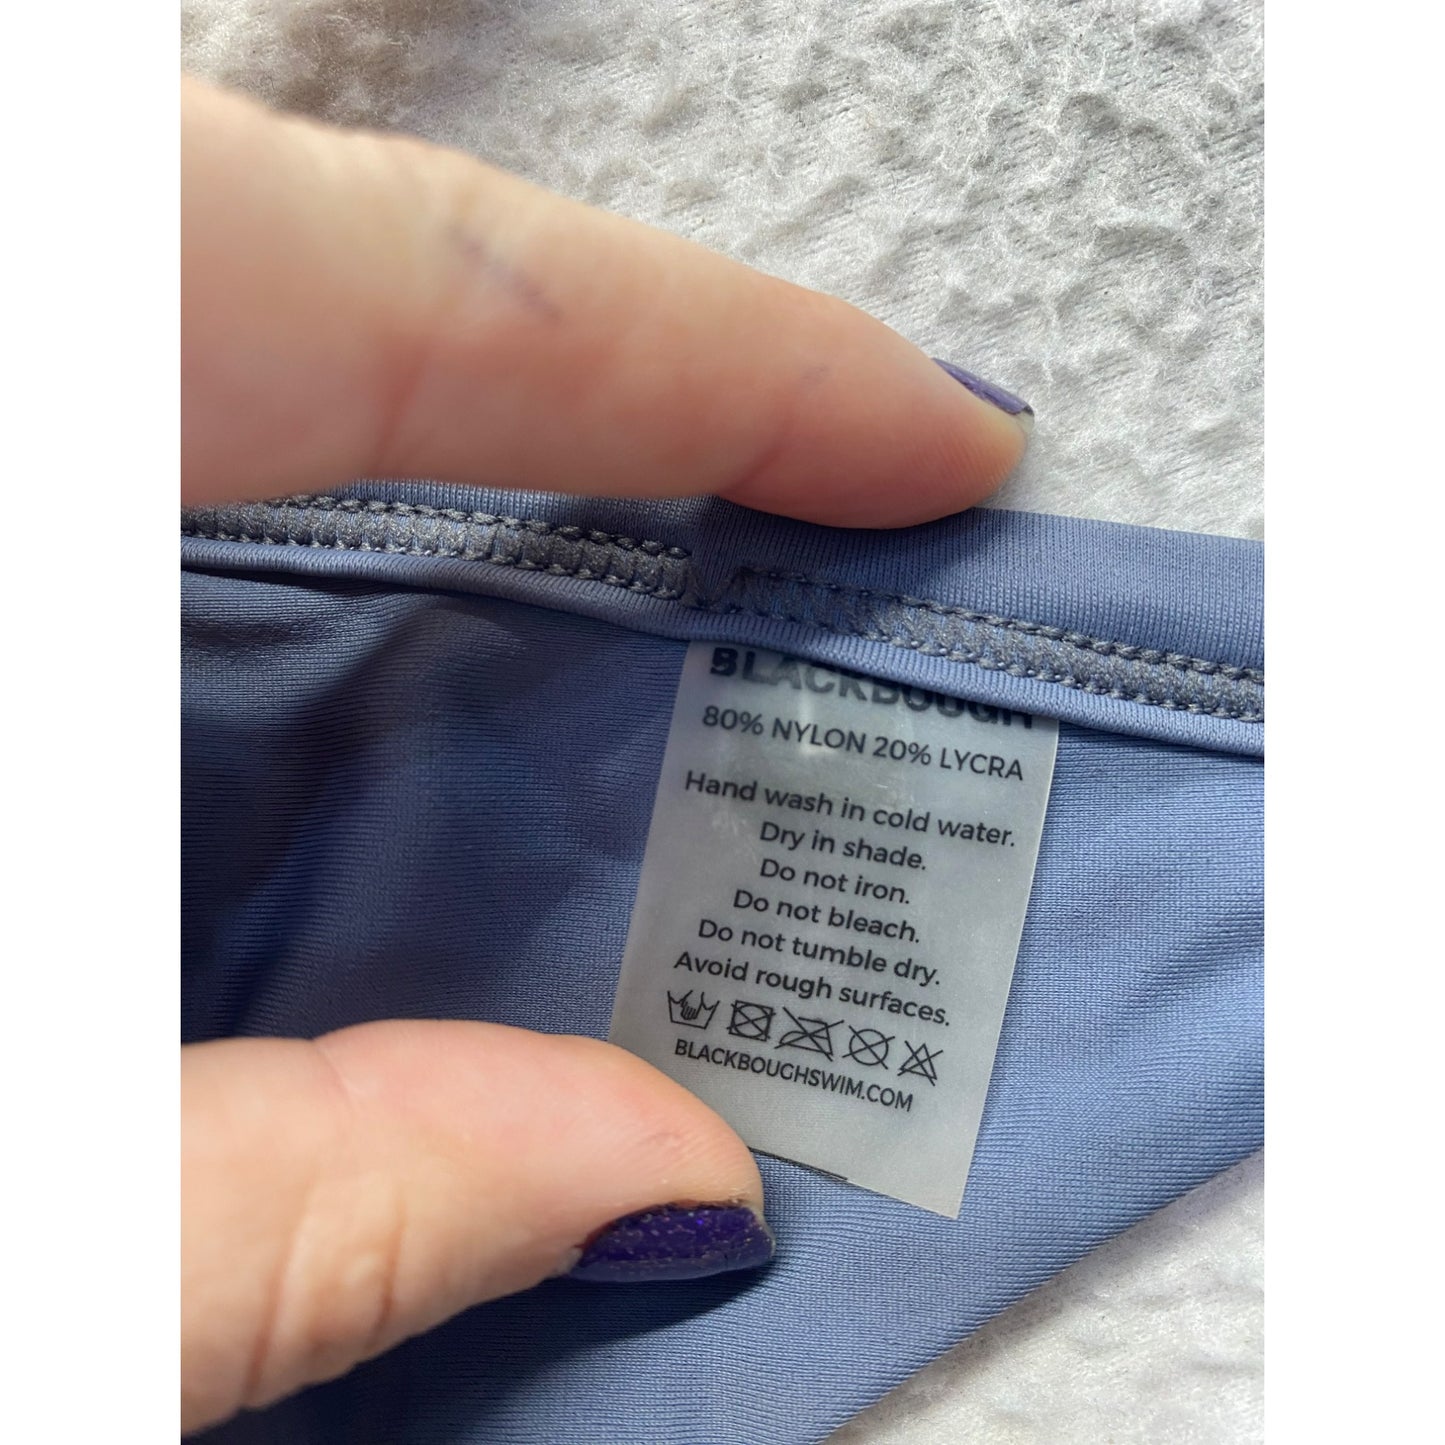 BLACKBOUGH
80% NYLON 20% LYCRA
Hand wash in cold water.
Dry in shade.
Do not iron.
Do not bleach.
Do not tumble dry.
Avoid rough surfaces.
BLACKBOUGHSWIM.COM